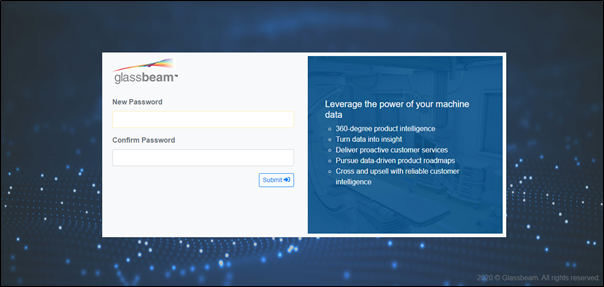 glassbeam™
New Password
Confirm Password
Submit
Leverage the power of your machine
data
360-degree product intelligence
Turn data into insight
Deliver proactive customer services
Pursue data-driven product roadmaps
Cross and upsell with reliable customer
intelligence
2020 © Glassbeam. All rights reserved.